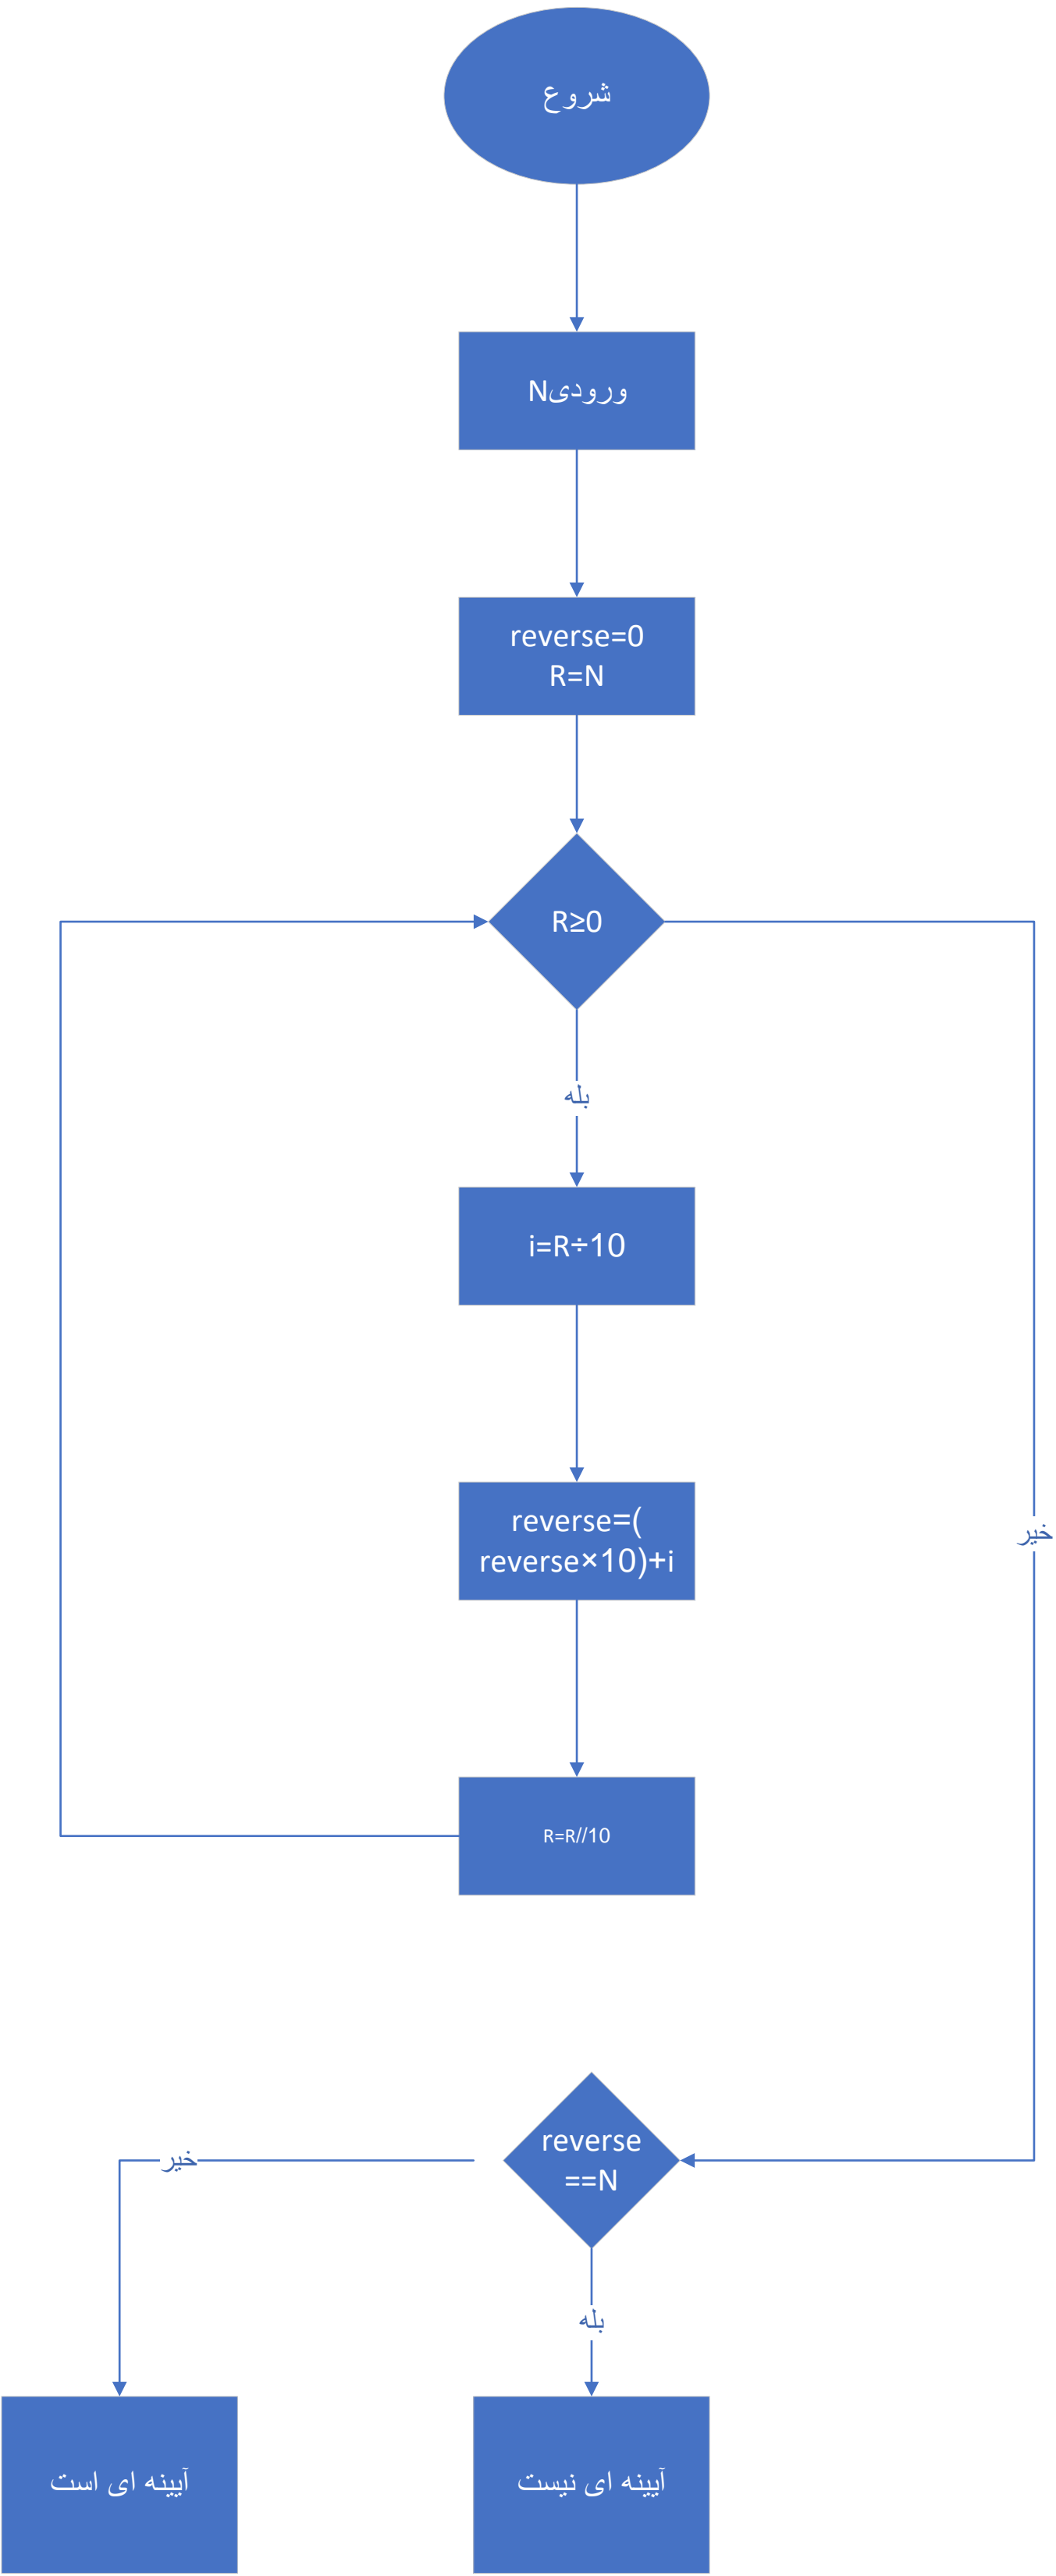 شروع
ورودیN
reverse=0
R=N
R≥0
بله
i=R÷10
reverse=(
reverse×10)+i
خیر
R=R//10
reverse
==N
خیر
بله
آیینه ای است
آیینه ای نیست